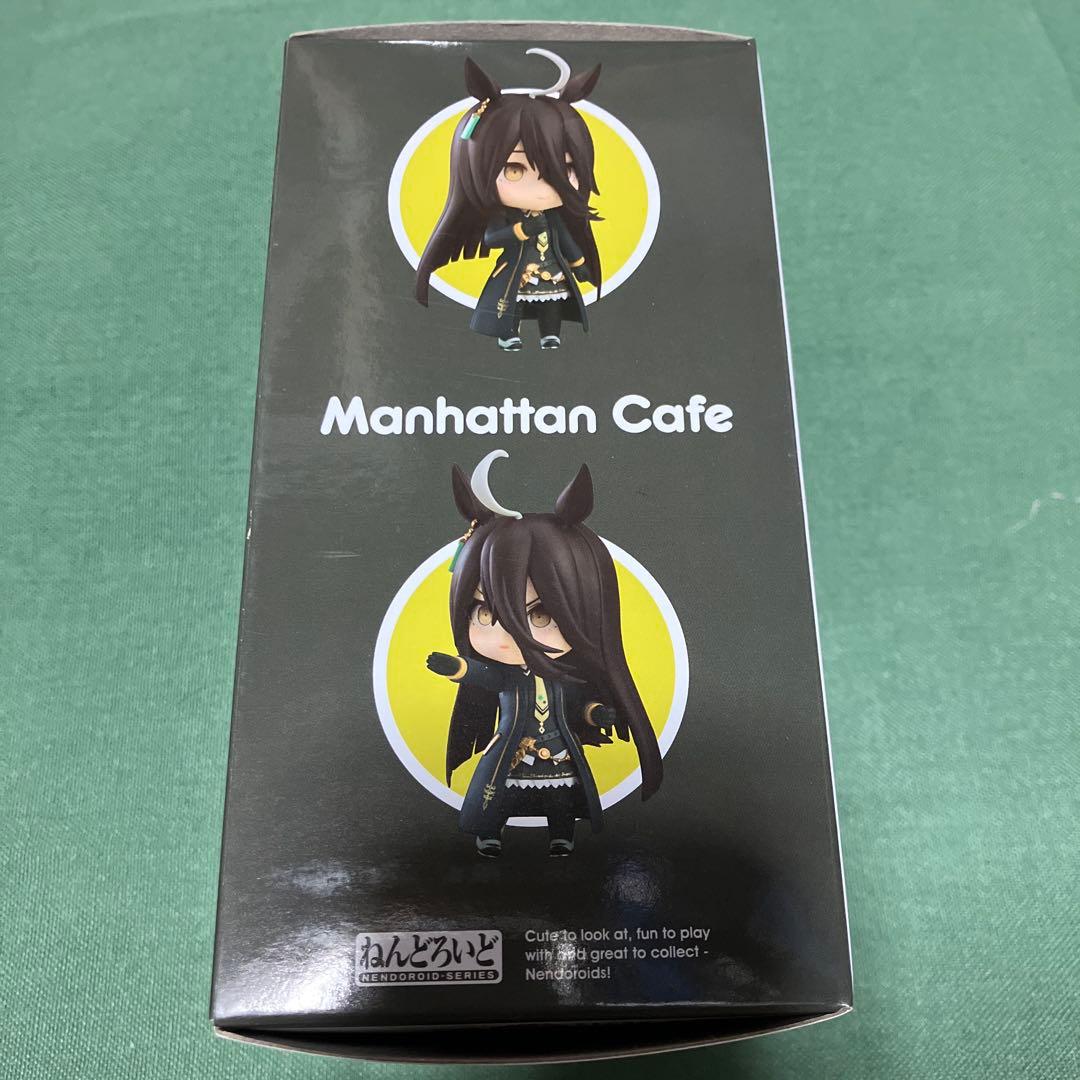 Manhattan Cafe
ねんどろいど
NENDOROID-SERIES
Cute to look at, fun to play
with and great to collect -
Nendoroids!